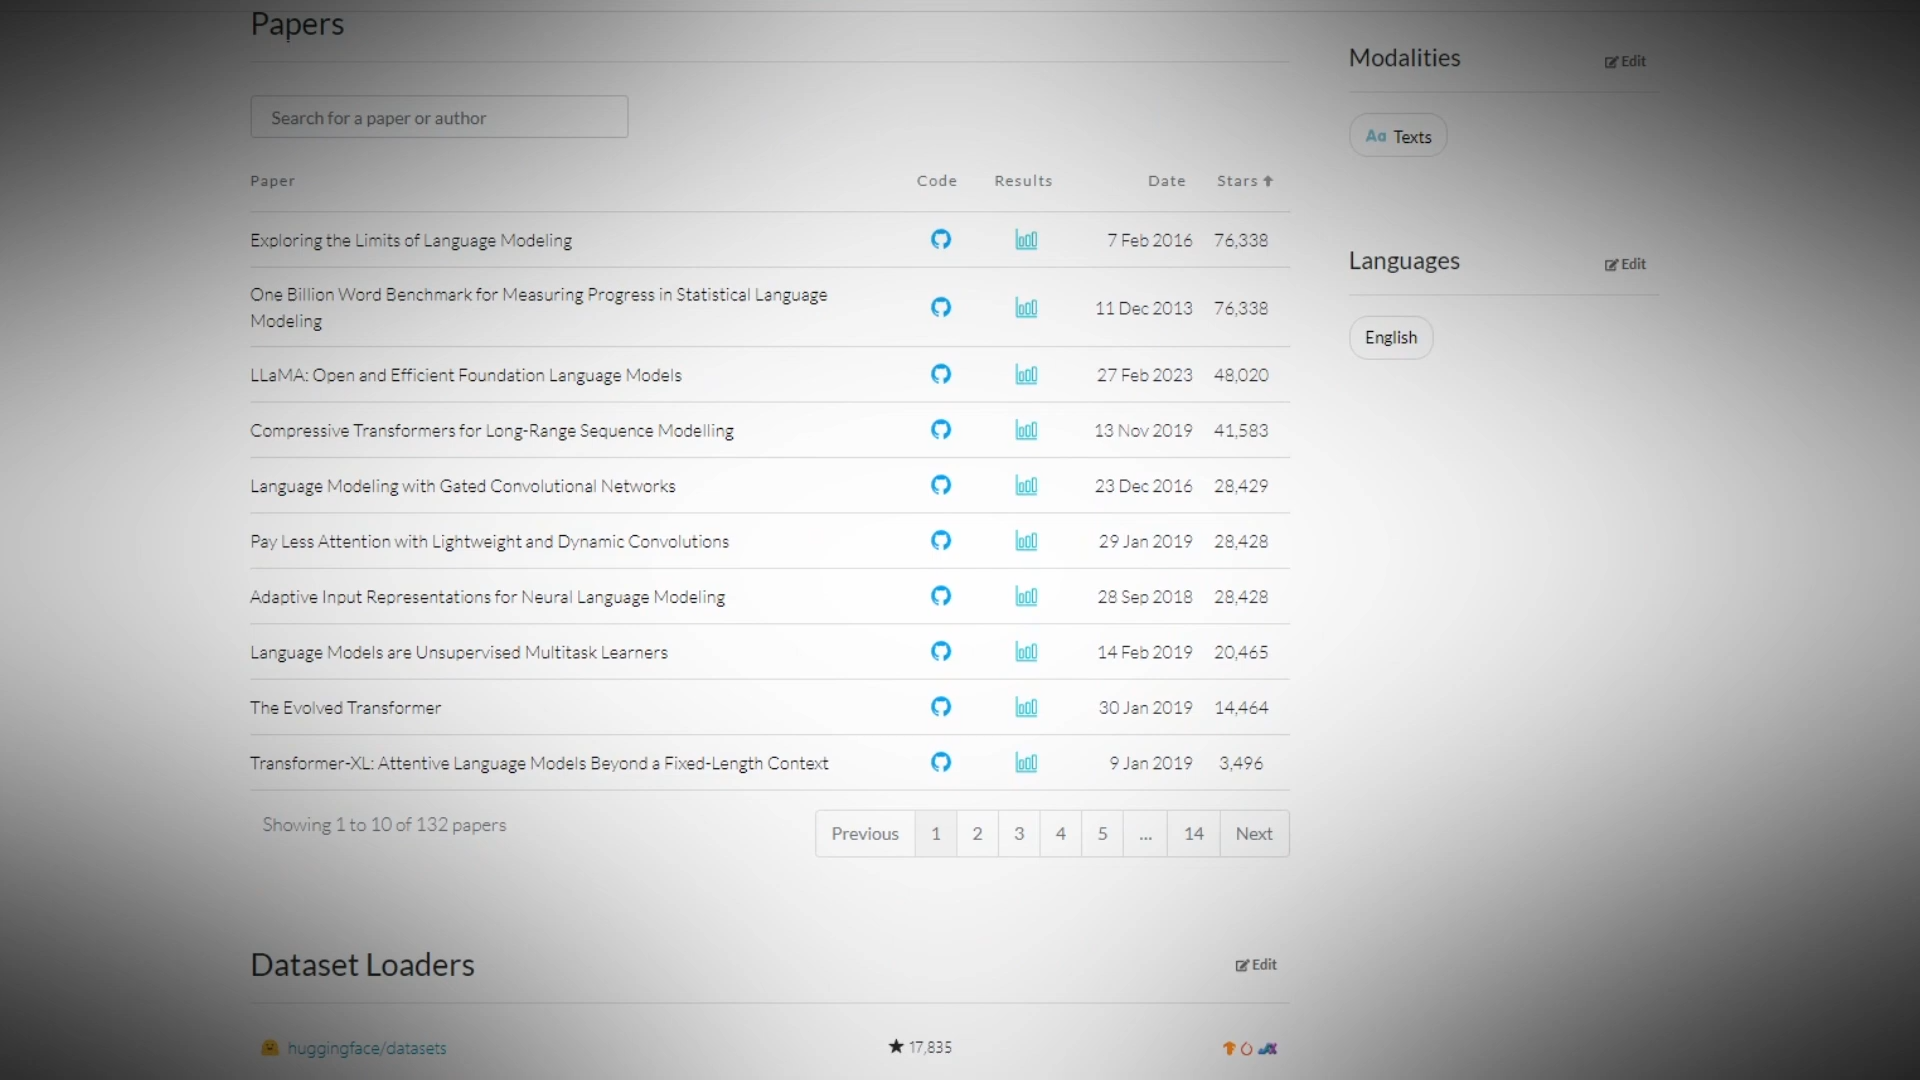 Papers
Search for a paper or author
Paper Code Results Date Stars
Exploring the Limits of Language Modeling 7 Feb 2016 76,338
One Billion Word Benchmark for Measuring Progress in Statistical Language
Modeling 11 Dec 2013 76,338
LLaMA: Open and Efficient Foundation Language Models 27 Feb 2023 48,020
Compressive Transformers for Long-Range Sequence Modelling 13 Nov 2019 41,583
Language Modeling with Gated Convolutional Networks 23 Dec 2016 28,429
Pay Less Attention with Lightweight and Dynamic Convolutions 29 Jan 2019 28,428
Adaptive Input Representations for Neural Language Modeling 28 Sep 2018 28,428
Language Models are Unsupervised Multitask Learners 14 Feb 2019 20,465
The Evolved Transformer 30 Jan 2019 14,464
Transformer-XL: Attentive Language Models Beyond a Fixed-Length Context 9 Jan 2019 3,496
Showing 1 to 10 of 132 papers
Previous 1 2 3 4 5 ... 14 Next
Dataset Loaders Edit
huggingface/datasets 17,835
Modalities Edit
Aa Texts
Languages Edit
English